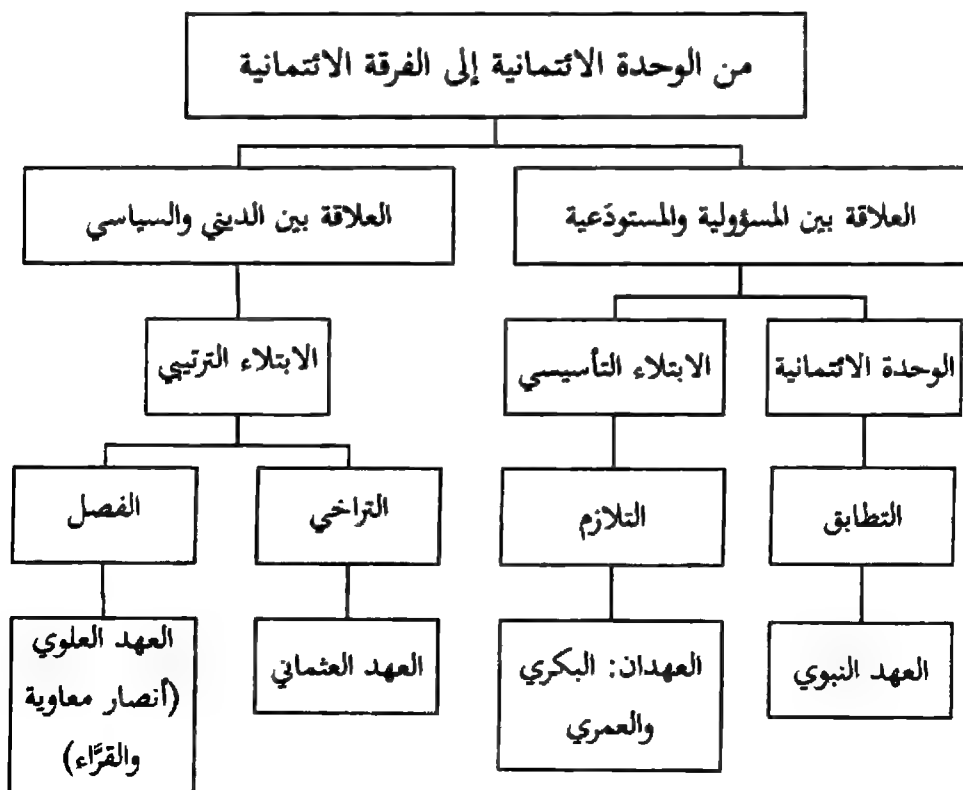 من الوحدة الائتمانية إلى الفرقة الائتمانية
العلاقة بين المسؤولية والمستودَعية
العلاقة بين الديني والسياسي
الوحدة الائتمانية
الابتلاء التأسيسي
الابتلاء الترتيبي
التطابق
التلازم
التراخي
الفصل
العهد النبوي
العهدان: البكري
والعمري
العهد العثماني
العهد العلوي
(أنصار معاوية
والقرَّاء)